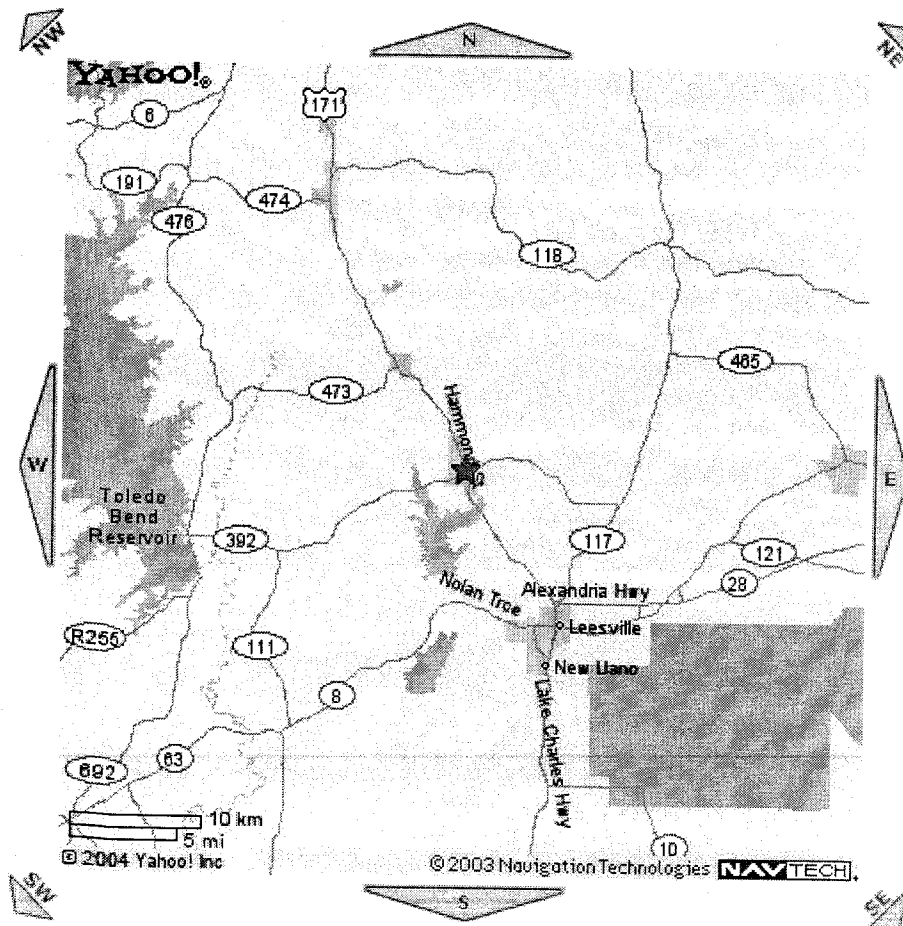 NW
N
NE
YAHOO!®
171
6
191
474
476
118
473
465
Hammond St
W
E
Toledo
Bend
Reservoir
392
117
121
28
Alexandria Hwy
Nolan Trce
Leesville
R255
111
New Llano
8
Lake Charles Hwy
63
692
10 km
5 mi
10
© 2004 Yahoo! Inc
© 2003 Navigation Technologies NAVTECH
SW
S
SE